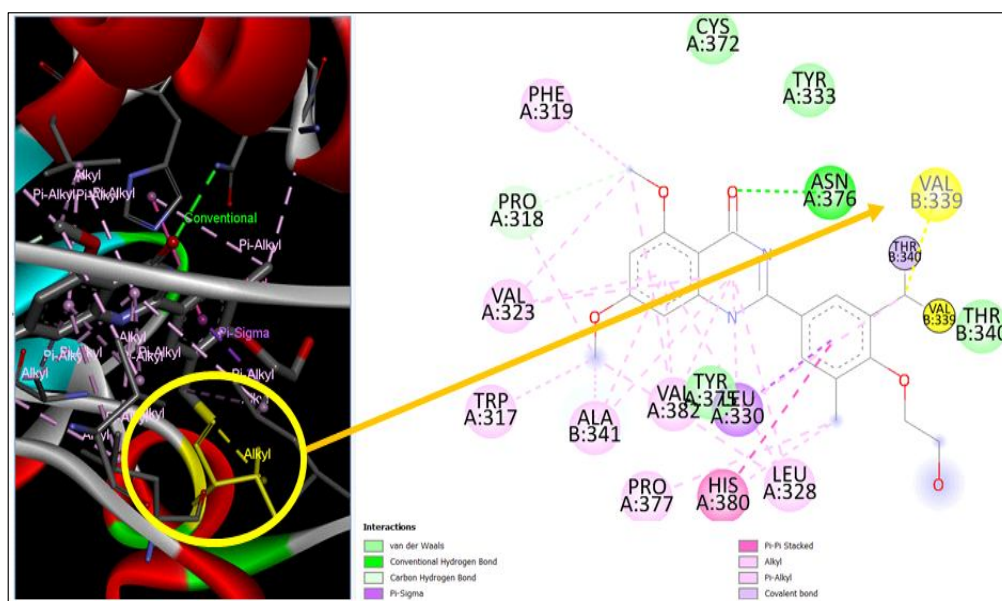 Alkyl
Pi-Alkyl
Pi-Alkyl
Conventional
Pi-Alkyl
Pi-Sigma
Alkyl
Pi-Alkyl
Alkyl
Alkyl
CYS
A:372
TYR
A:333
PHE
A:319
ASN
A:376
VAL
B:339
PRO
A:318
THR
B:340
VAL
B:339
THR
B:340
VAL
A:323
O
O
O
N
N
O
O
TRP
A:317
ALA
B:341
VAL
A:382
TYR
A:375
LEU
A:330
PRO
A:377
HIS
A:380
LEU
A:328
Interactions
van der Waals
Conventional Hydrogen Bond
Carbon Hydrogen Bond
Pi-Sigma
Pi-Pi Stacked
Alkyl
Pi-Alkyl
Covalent bond